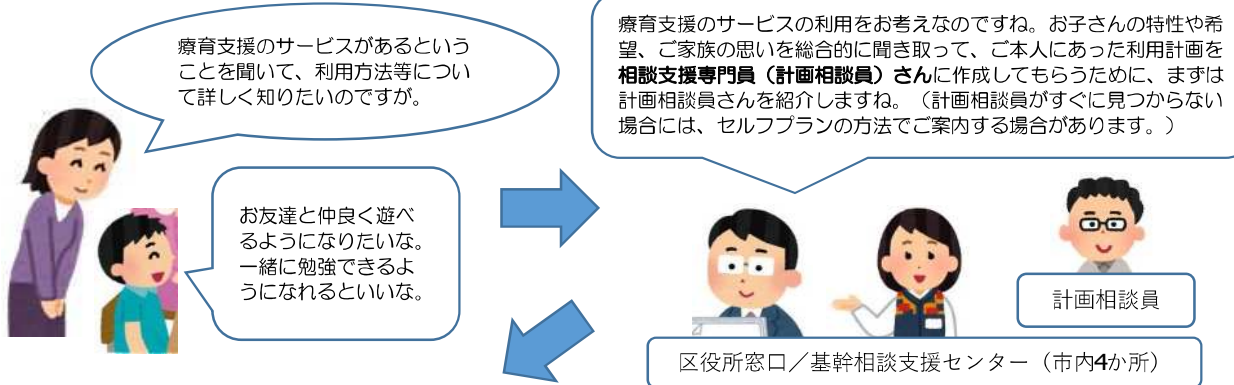 療育支援のサービスがあるという
ことを聞いて、利用方法等につい
て詳しく知りたいのですが。
お友達と仲良く遊べ
るようになりたいな。
一緒に勉強できるよ
うになれるといいな。
療育支援のサービスの利用をお考えなのですね。お子さんの特性や希
望、ご家族の思いを総合的に聞き取って、ご本人にあった利用計画を
相談支援専門員（計画相談員）さんに作成してもらうために、まずは
計画相談員さんを紹介しますね。（計画相談員がすぐに見つからない
場合には、セルフプランの方法でご案内する場合があります。）
計画相談員
区役所窓口／基幹相談支援センター（市内4か所）